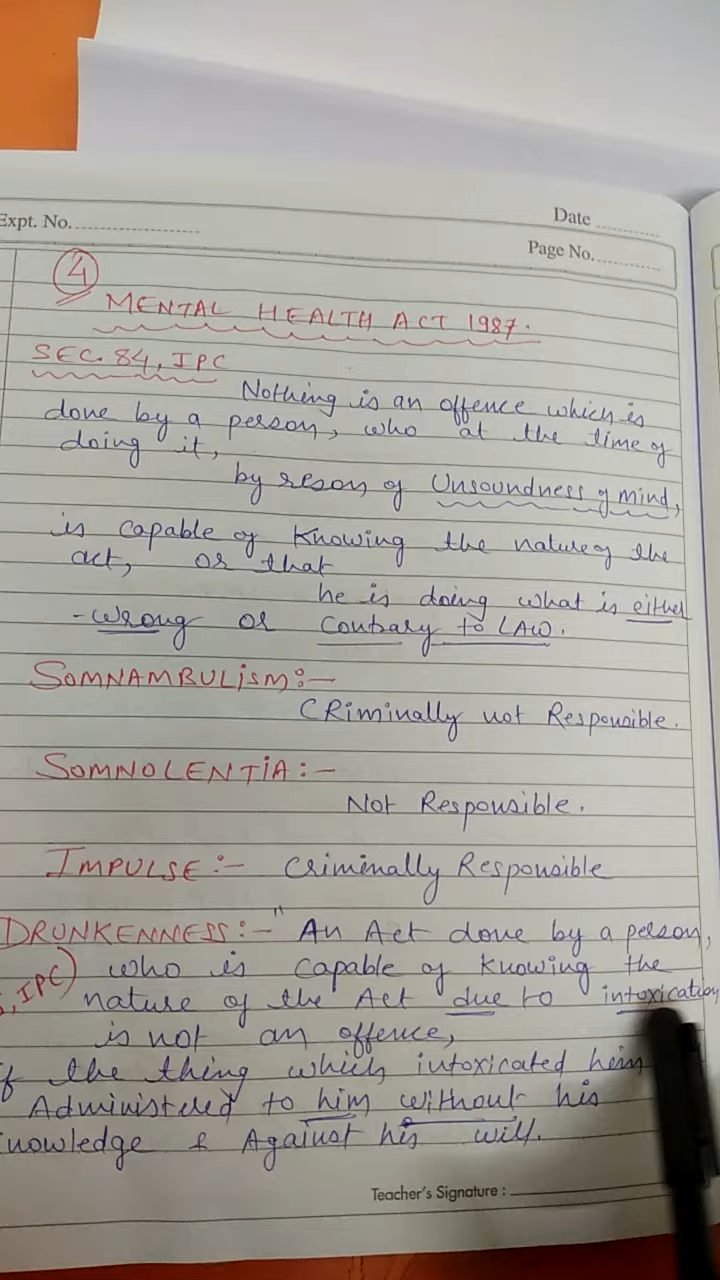 Expt. No.
Date
Page No.
4
MENTAL HEALTH ACT 1987.
SEC. 84, IPC
Nothing is an offence which is
done by a person, who at the time of
doing it,
by reson of Unsoundness of mind,
is capable of Knowing the nature of the
act, or that
he is doing what is either
- wrong or contrary to LAW.
SOMNAMBULISM:-
CRiminally not Responsible.
SOMNOLENTIA:-
Not Responsible.
IMPULSE:- Criminally Responsible
DRUNKENNESS:- "An Act done by a person,
, IPC) who is capable of Knowing the
nature of the Act due to intoxication
is not an offence,
f the thing which intoxicated him
Administered to him without his
nowledge & Against his will.
Teacher's Signature :